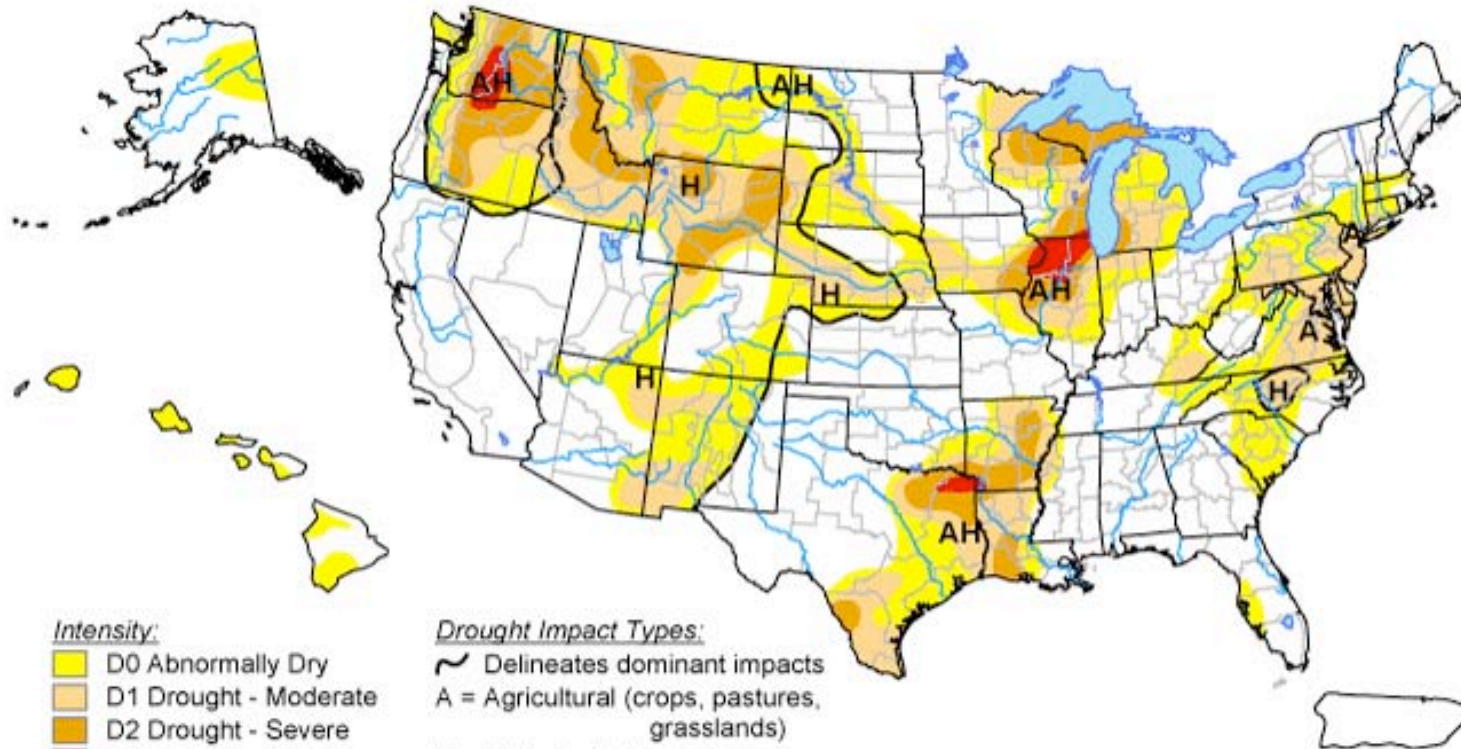 AH
H
AH
H
AH
H
H
AH
A
A
H
Intensity:
D0 Abnormally Dry
D1 Drought - Moderate
D2 Drought - Severe
Drought Impact Types:
Delineates dominant impacts
A = Agricultural (crops, pastures,
grasslands)